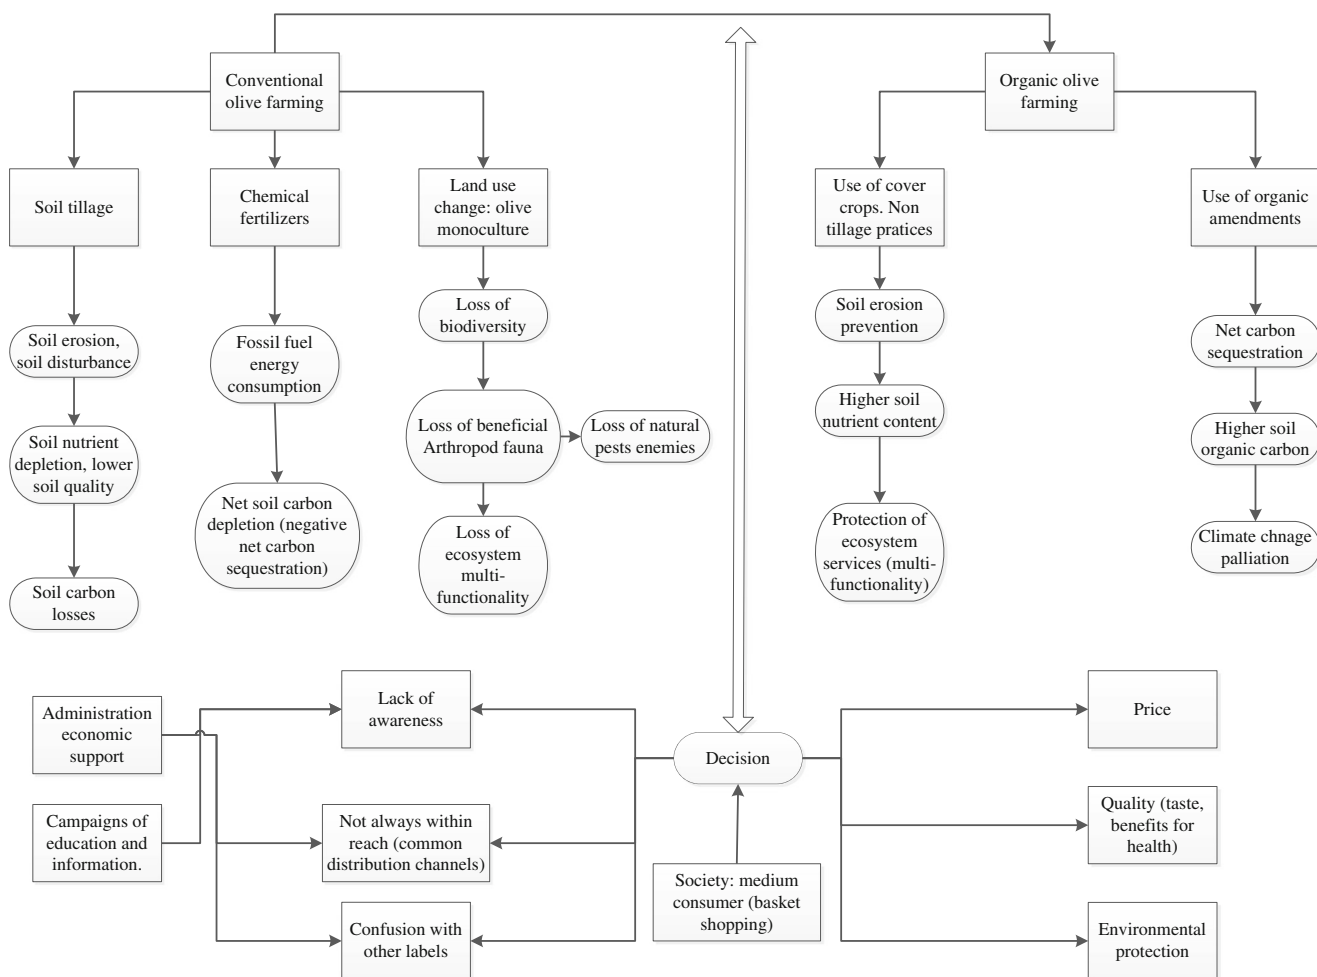 Conventional
olive farming
Organic olive
farming
Soil tillage
Chemical
fertilizers
Land use
change: olive
monoculture
Use of cover
crops. Non
tillage pratices
Use of organic
amendments
Soil erosion,
soil disturbance
Fossil fuel
energy
consumption
Loss of
biodiversity
Soil erosion
prevention
Net carbon
sequestration
Soil nutrient
depletion, lower
soil quality
Loss of beneficial
Arthropod fauna
Loss of natural
pests enemies
Higher soil
nutrient content
Higher soil
organic carbon
Net soil carbon
depletion (negative
net carbon
sequestration)
Loss of
ecosystem
multi-
functionality
Protection of
ecosystem
services (multi-
functionality)
Climate chnage
palliation
Soil carbon
losses
Administration
economic
support
Lack of
awareness
Decision
Price
Campaigns of
education and
information.
Not always within
reach (common
distribution channels)
Quality (taste,
benefits for
health)
Society: medium
consumer (basket
shopping)
Confusion with
other labels
Environmental
protection